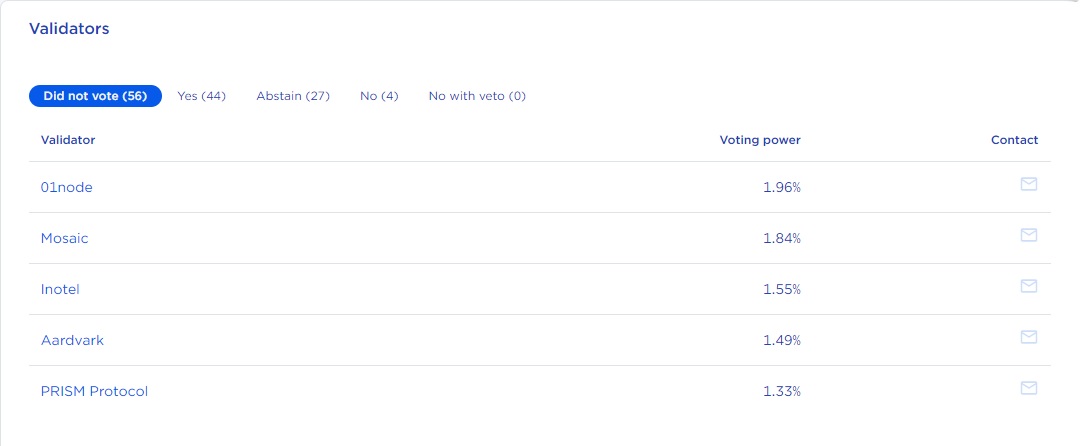 Validators
Did not vote (56) Yes (44) Abstain (27) No (4) No with veto (0)
Validator Voting power Contact
01node 1.96%
Mosaic 1.84%
Inotel 1.55%
Aardvark 1.49%
PRISM Protocol 1.33%